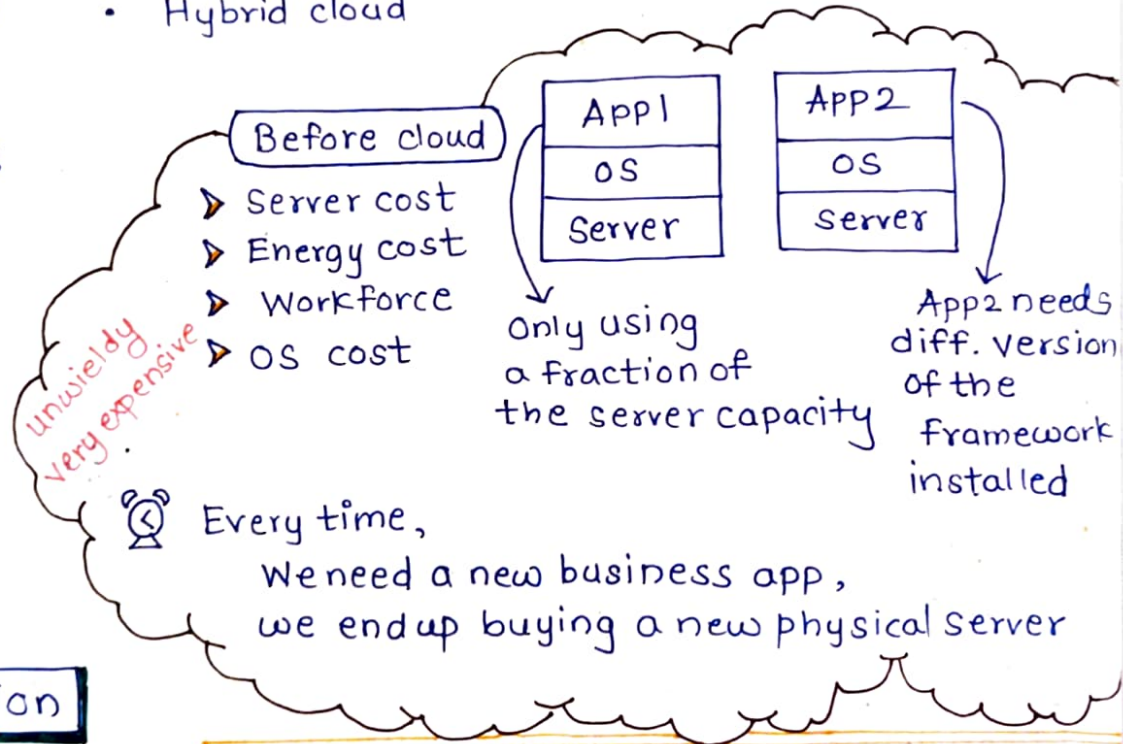 • Hybrid cloud
Before cloud
➤ Server cost
➤ Energy cost
➤ Workforce
➤ OS cost
unwieldy
very expensive
App1
OS
Server
App2
OS
server
only using
a fraction of
the server capacity
App2 needs
diff. version
of the
framework
installed
Every time,
We need a new business app,
we end up buying a new physical server
on